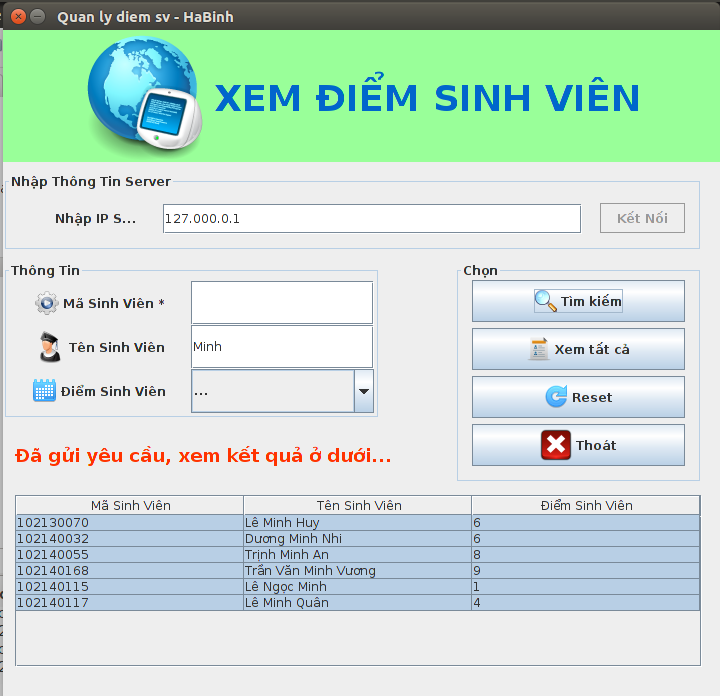 Quan ly diem sv - HaBinh
XEM ĐIỂM SINH VIÊN
Nhập Thông Tin Server
Nhập IP S... 127.000.0.1 Kết Nối
Thông Tin
Mã Sinh Viên *
Tên Sinh Viên Minh
Điểm Sinh Viên ...
Chọn
Tìm kiếm
Xem tất cả
Reset
Thoát
Đã gửi yêu cầu, xem kết quả ở dưới...
Mã Sinh Viên Tên Sinh Viên Điểm Sinh Viên
102130070 Lê Minh Huy 6
102140032 Dương Minh Nhi 6
102140055 Trịnh Minh An 8
102140168 Trần Văn Minh Vương 9
102140115 Lê Ngọc Minh 1
102140117 Lê Minh Quân 4